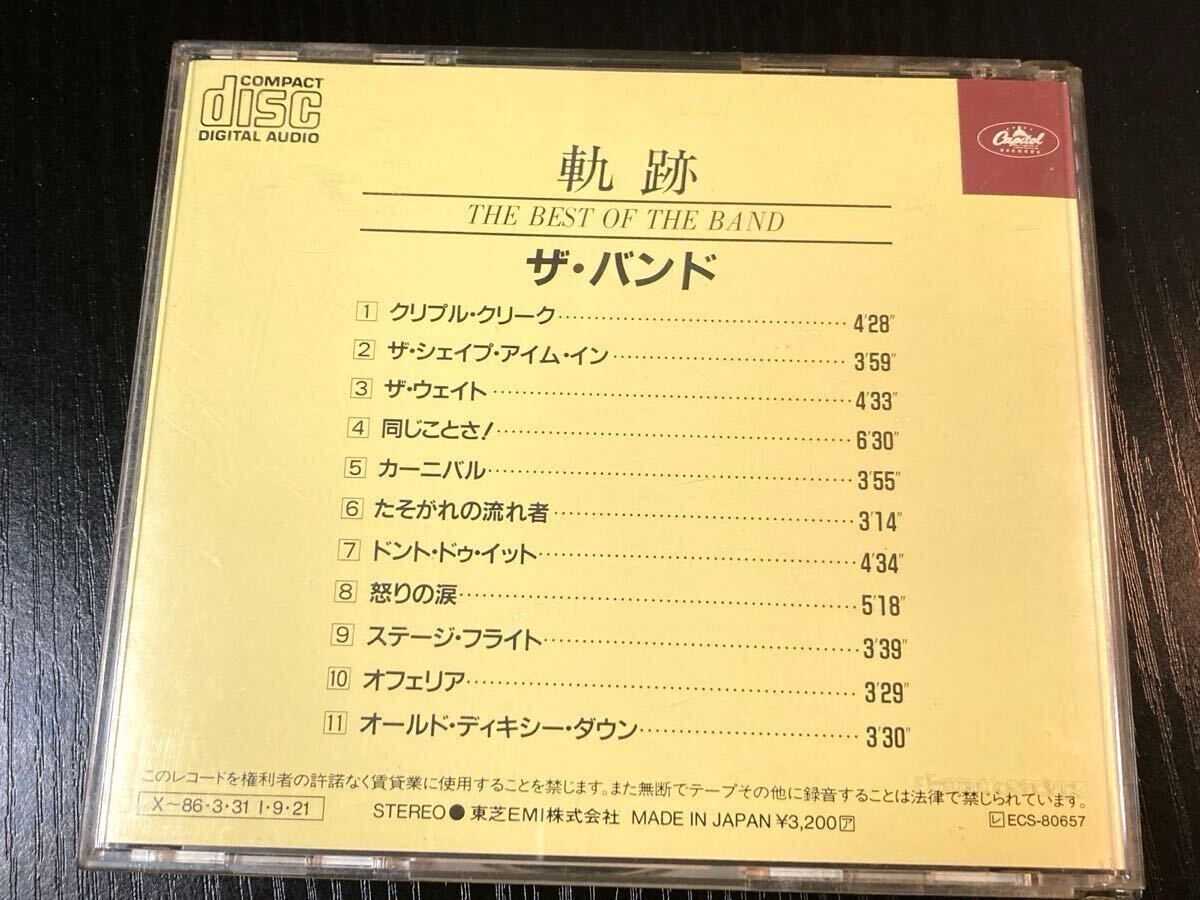 COMPACT
disc
DIGITAL AUDIO
Capitol
RECORDS
軌跡
THE BEST OF THE BAND
ザ・バンド
1 クリプル・クリーク 4'28"
2 ザ・シェイプ・アイム・イン 3'59"
3 ザ・ウェイト 4'33"
4 同じことさ! 6'30"
5 カーニバル 3'55"
6 たそがれの流れ者 3'14"
7 ドント・ドゥ・イット 4'34"
8 怒りの涙 5'18"
9 ステージ・フライト 3'39"
10 オフェリア 3'29"
11 オールド・ディキシー・ダウン 3'30"
このレコードを権利者の許諾なく賃貸業に使用することを禁じます。また無断でテープその他に録音することは法律で禁じられています。
X〜86・3・31 I・9・21 STEREO● 東芝EMI株式会社 MADE IN JAPAN ¥3,200 ア レ ECS-80657